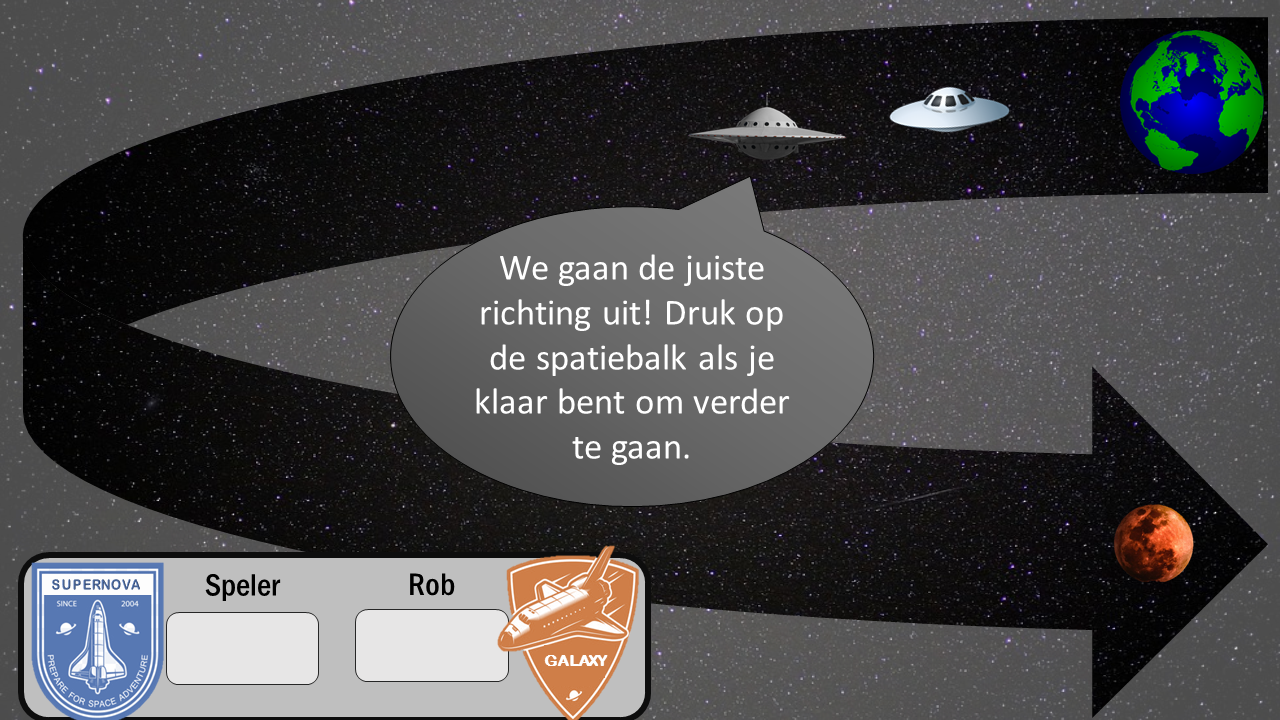 We gaan de juiste
richting uit! Druk op
de spatiebalk als je
klaar bent om verder
te gaan.
SUPERNOVA
SINCE 2004
PREPARE FOR SPACE ADVENTURE
Speler
Rob
GALAXY